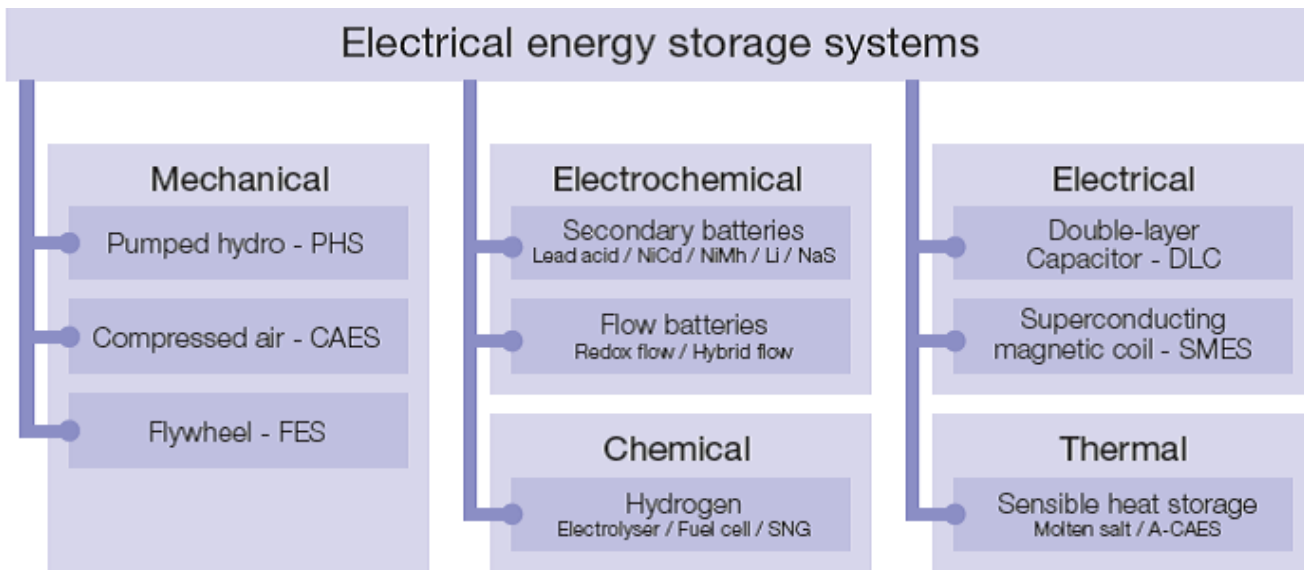 Electrical energy storage systems
Mechanical
Pumped hydro - PHS
Compressed air - CAES
Flywheel - FES
Electrochemical
Secondary batteries
Lead acid / NiCd / NiMh / Li / NaS
Flow batteries
Redox flow / Hybrid flow
Chemical
Hydrogen
Electrolyser / Fuel cell / SNG
Electrical
Double-layer
Capacitor - DLC
Superconducting
magnetic coil - SMES
Thermal
Sensible heat storage
Molten salt / A-CAES